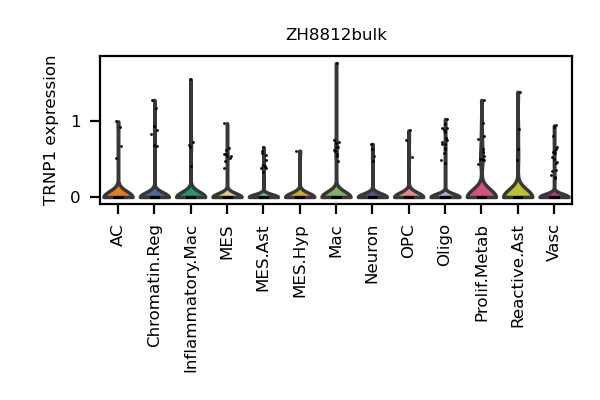 ZH8812bulk
TRNP1 expression
1
0
AC
Chromatin.Reg
Inflammatory.Mac
MES
MES.Ast
MES.Hyp
Mac
Neuron
OPC
Oligo
Prolif.Metab
Reactive.Ast
Vasc